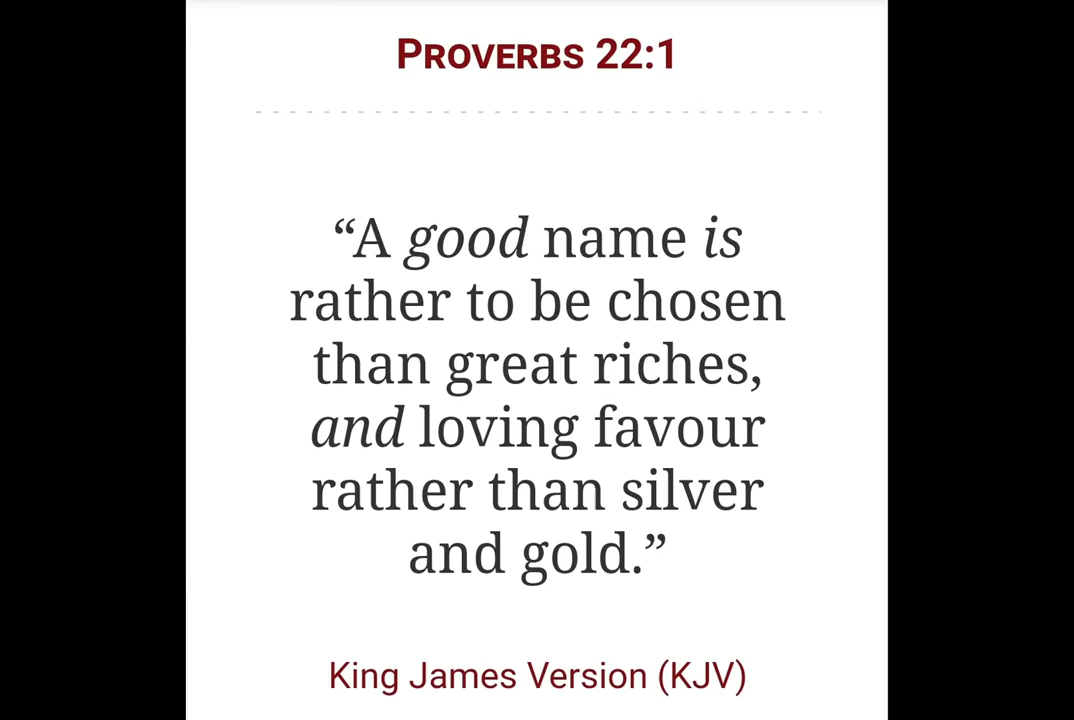 PROVERBS 22:1
“A good name is
rather to be chosen
than great riches,
and loving favour
rather than silver
and gold.”
King James Version (KJV)